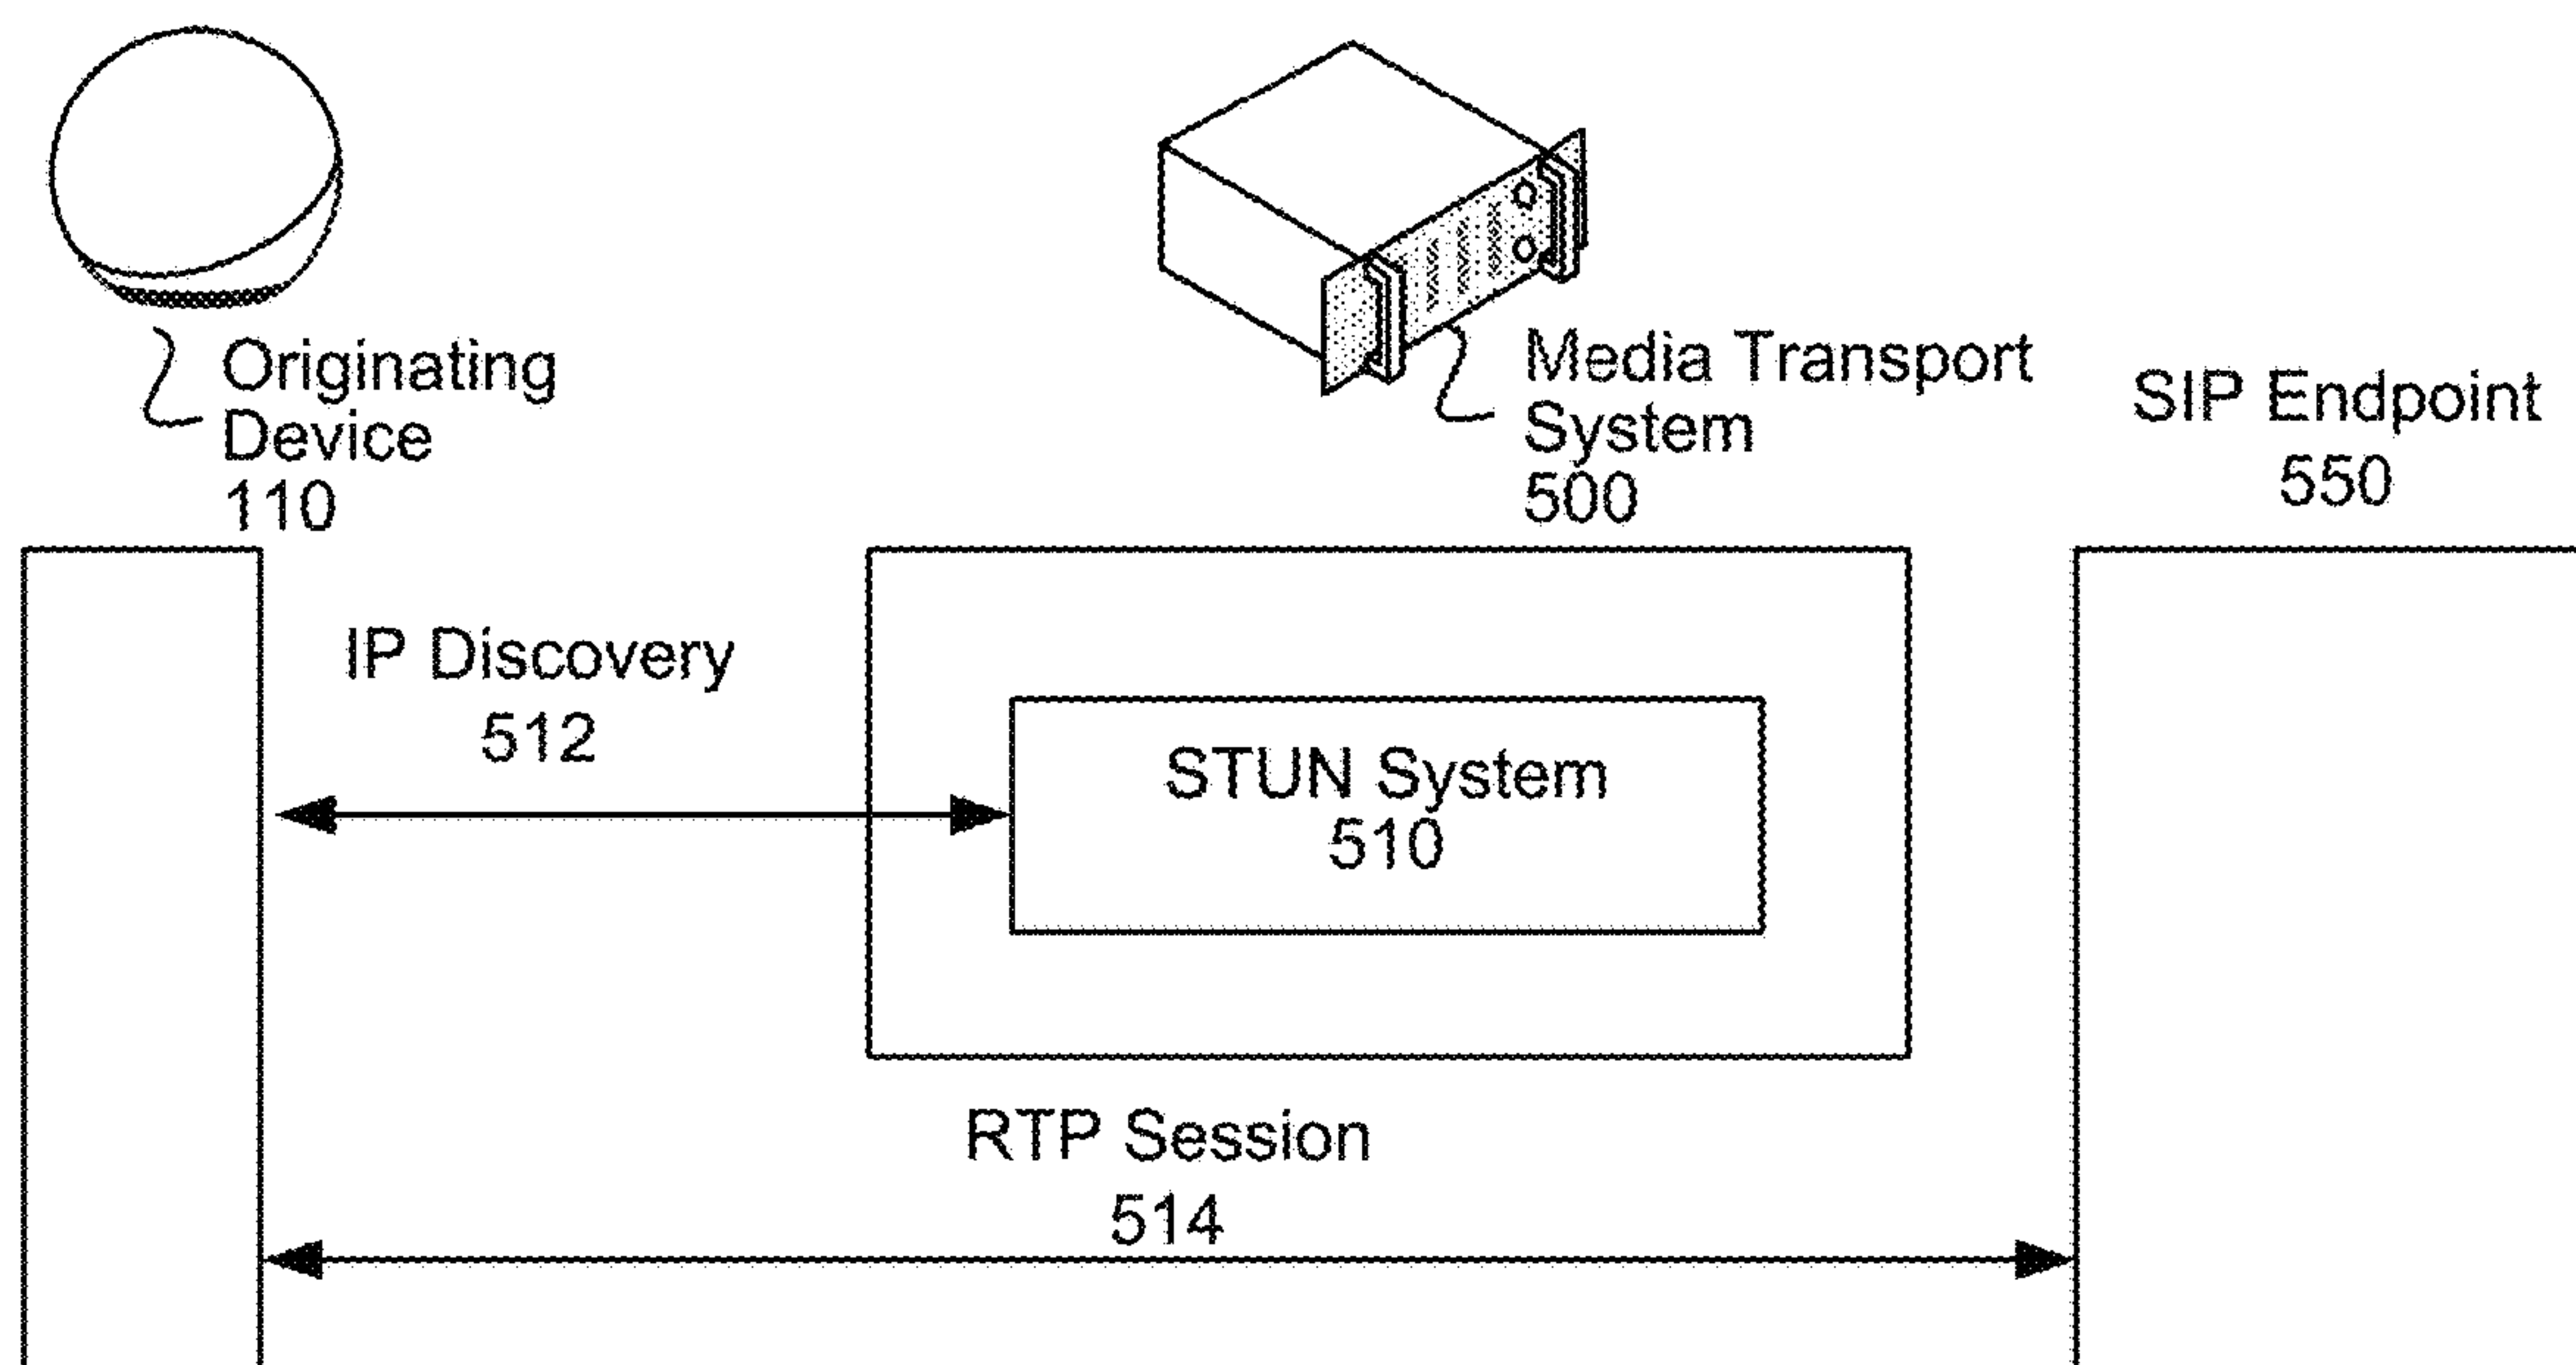 Originating
Device
110
Media Transport
System
500
SIP Endpoint
550
IP Discovery
512
STUN System
510
RTP Session
514